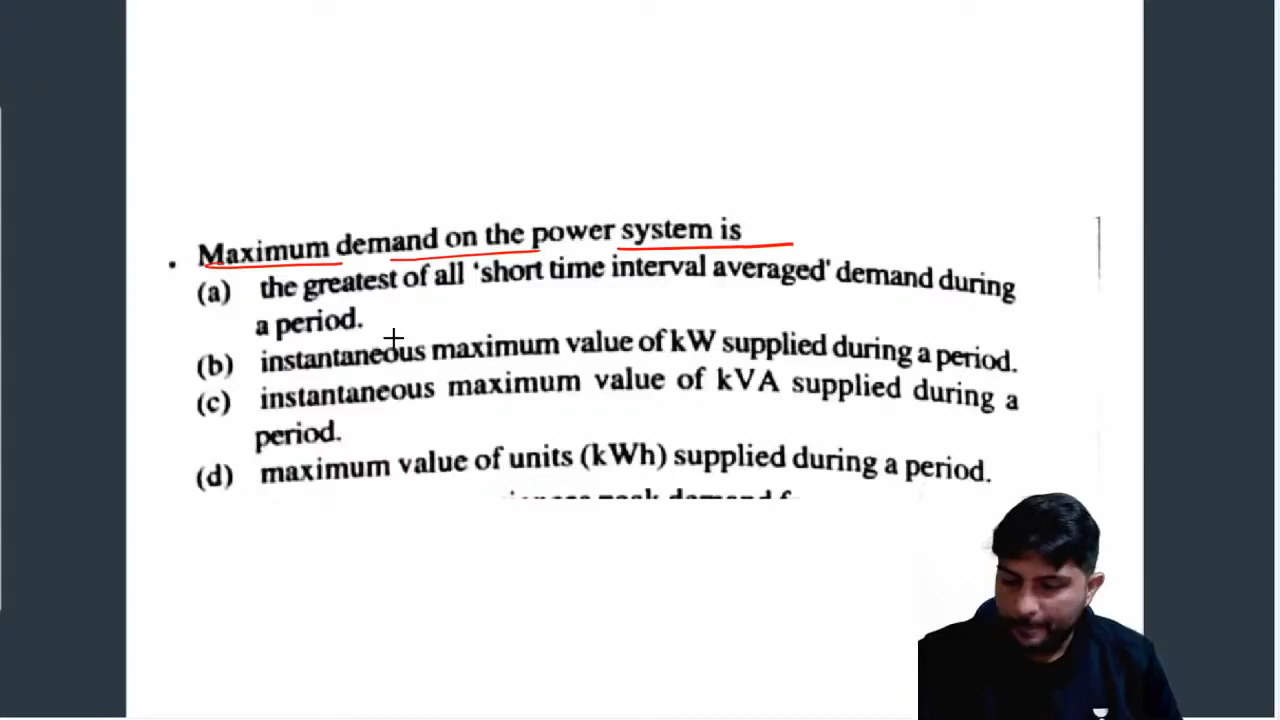 . Maximum demand on the power system is
(a) the greatest of all 'short time interval averaged' demand during
a period.
(b) instantaneous maximum value of kW supplied during a period.
(c) instantaneous maximum value of kVA supplied during a
period.
(d) maximum value of units (kWh) supplied during a period.
peak demand